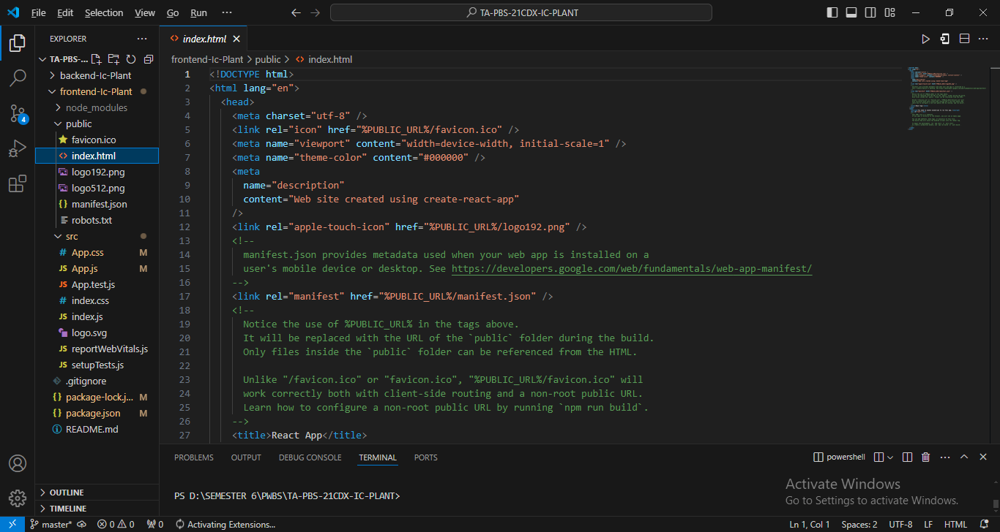 File Edit Selection View Go Run ···
TA-PBS-21CDX-IC-PLANT
EXPLORER
TA-PBS-...
backend-Ic-Plant
frontend-Ic-Plant
node_modules
public
favicon.ico
index.html
logo192.png
logo512.png
manifest.json
robots.txt
src
App.css M
App.js M
App.test.js
index.css
index.js
logo.svg
reportWebVitals.js
setupTests.js
.gitignore
package-lock.j... M
package.json M
README.md
OUTLINE
TIMELINE
4
index.html
frontend-Ic-Plant > public > index.html
1 <!DOCTYPE html>
2 <html lang="en">
3 <head>
4 <meta charset="utf-8" />
5 <link rel="icon" href="%PUBLIC_URL%/favicon.ico" />
6 <meta name="viewport" content="width=device-width, initial-scale=1" />
7 <meta name="theme-color" content="#000000" />
8 <meta
9 name="description"
10 content="Web site created using create-react-app"
11 />
12 <link rel="apple-touch-icon" href="%PUBLIC_URL%/logo192.png" />
13 <!--
14 manifest.json provides metadata used when your web app is installed on a
15 user's mobile device or desktop. See https://developers.google.com/web/fundamentals/web-app-manifest/
16 -->
17 <link rel="manifest" href="%PUBLIC_URL%/manifest.json" />
18 <!--
19 Notice the use of %PUBLIC_URL% in the tags above.
20 It will be replaced with the URL of the `public` folder during the build.
21 Only files inside the `public` folder can be referenced from the HTML.
22
23 Unlike "/favicon.ico" or "favicon.ico", "%PUBLIC_URL%/favicon.ico" will
24 work correctly both with client-side routing and a non-root public URL.
25 Learn how to configure a non-root public URL by running `npm run build`.
26 -->
27 <title>React App</title>
PROBLEMS OUTPUT DEBUG CONSOLE TERMINAL PORTS
powershell
PS D:\SEMESTER 6\PWBS\TA-PBS-21CDX-IC-PLANT>
Activate Windows
Go to Settings to activate Windows.
master* 0 0 0 Activating Extensions...
Ln 1, Col 1 Spaces: 2 UTF-8 LF HTML